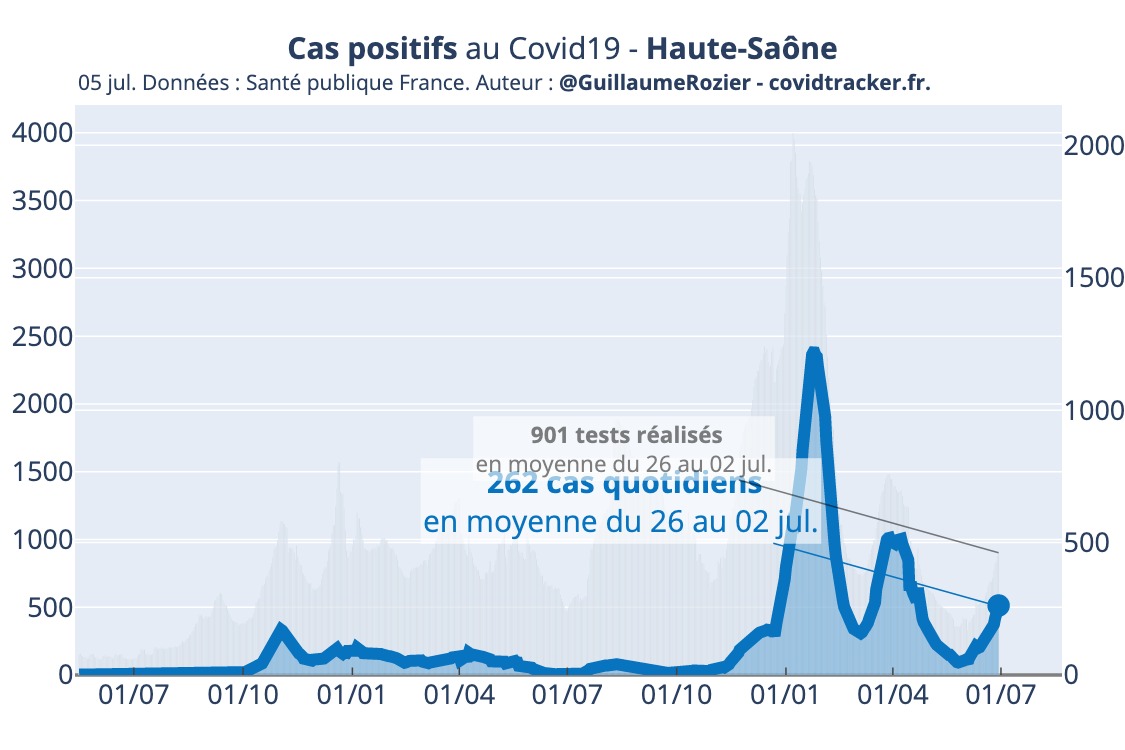 Cas positifs au Covid19 - Haute-Saône
05 jul. Données : Santé publique France. Auteur : @GuillaumeRozier - covidtracker.fr.
4000
3500
3000
2500
2000
1500
1000
500
0
2000
1500
1000
500
0
901 tests réalisés
en moyenne du 26 au 02 jul.
262 cas quotidiens
en moyenne du 26 au 02 jul.
01/07 01/10 01/01 01/04 01/07 01/10 01/01 01/04 01/07